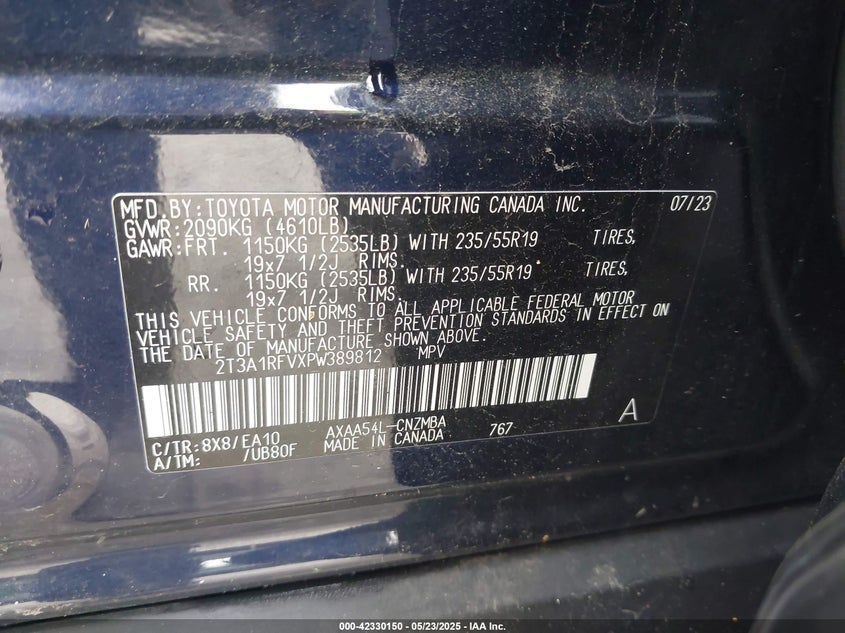 MFD.BY:TOYOTA MOTOR MANUFACTURING CANADA INC. 07/23
GVWR:2090KG (4610LB)
GAWR:FRT. 1150KG (2535LB) WITH 235/55R19 TIRES,
19x7 1/2J RIMS.
RR. 1150KG (2535LB) WITH 235/55R19 TIRES,
19x7 1/2J RIMS.
THIS VEHICLE CONFORMS TO ALL APPLICABLE FEDERAL MOTOR
VEHICLE SAFETY AND THEFT PREVENTION STANDARDS IN EFFECT ON
THE DATE OF MANUFACTURE SHOWN ABOVE.
2T3A1RFVXPW389812 MPV
C/TR:8X8/EA10 AXAA54L-CNZMBA 767 A
A/TM: /UB80F MADE IN CANADA
000-42330150 - 05/23/2025 - IAA Inc.